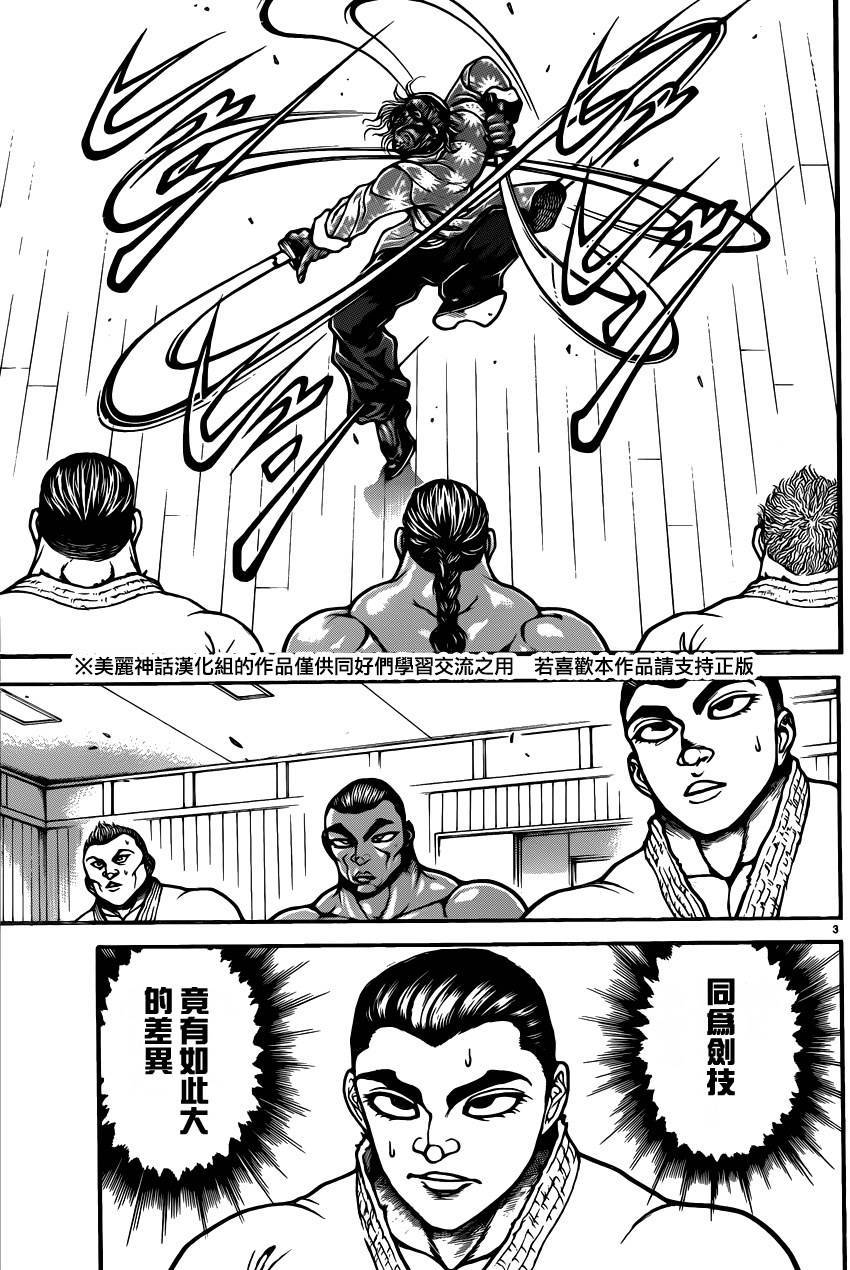 ※美麗神話漢化組的作品僅供同好們學習交流之用　若喜歡本作品請支持正版
3
同爲劍技
竟有如此大
的差異